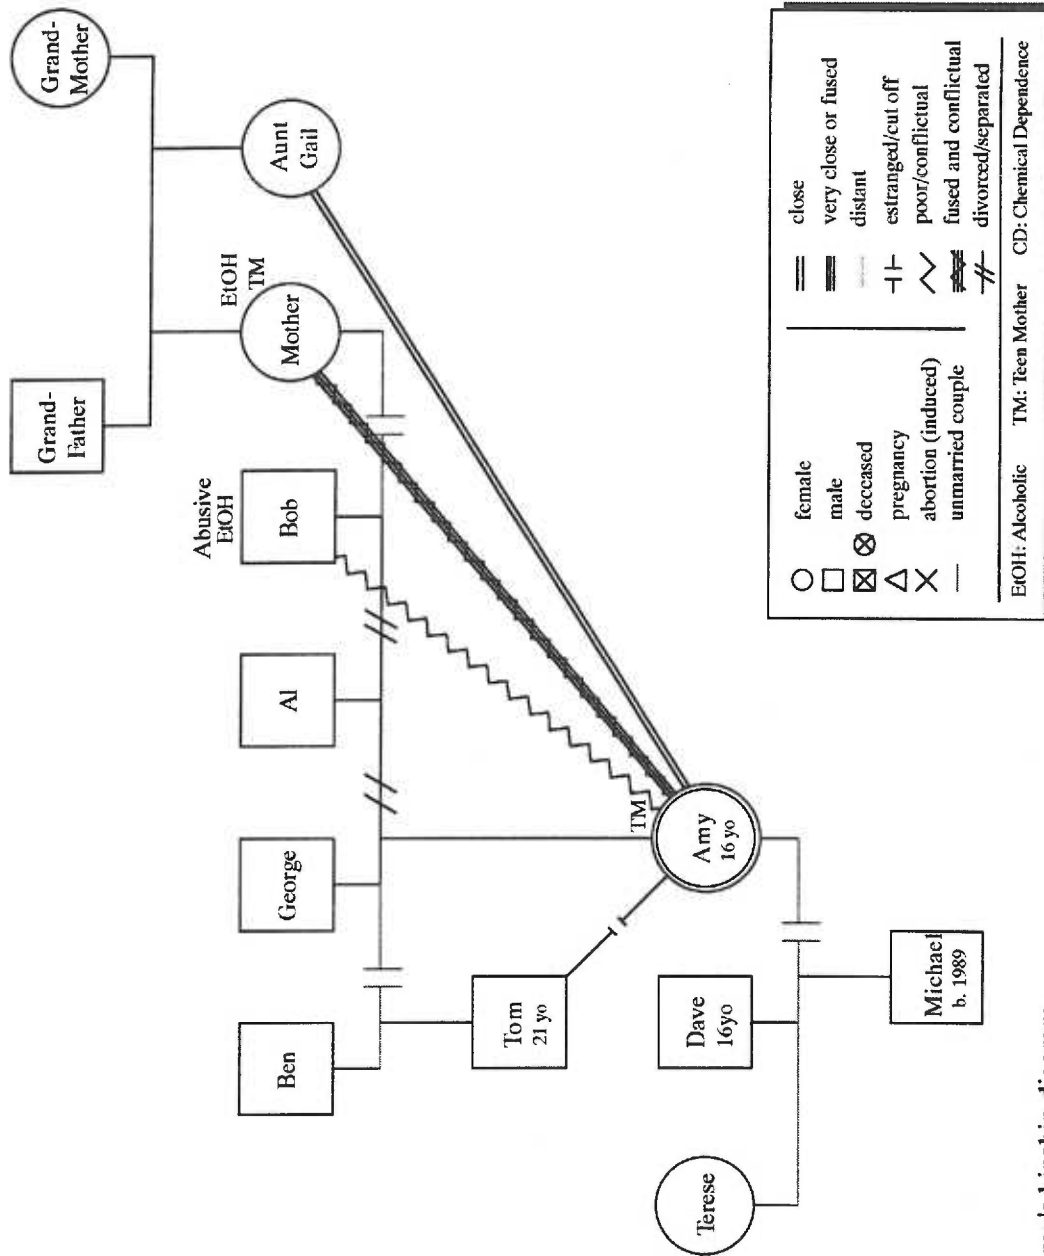 Grand-
Mother
Grand-
Father
Aunt
Gail
EtOH
TM
Mother
Abusive
EtOH
Bob
Al
George
Ben
TM
Amy
16 yo
Tom
21 yo
Dave
16yo
Michael
b. 1989
Terese
female
male
deceased
pregnancy
abortion (induced)
unmarried couple
close
very close or fused
distant
estranged/cut off
poor/conflictual
fused and conflictual
divorced/separated
EtOH: Alcoholic TM: Teen Mother CD: Chemical Dependence